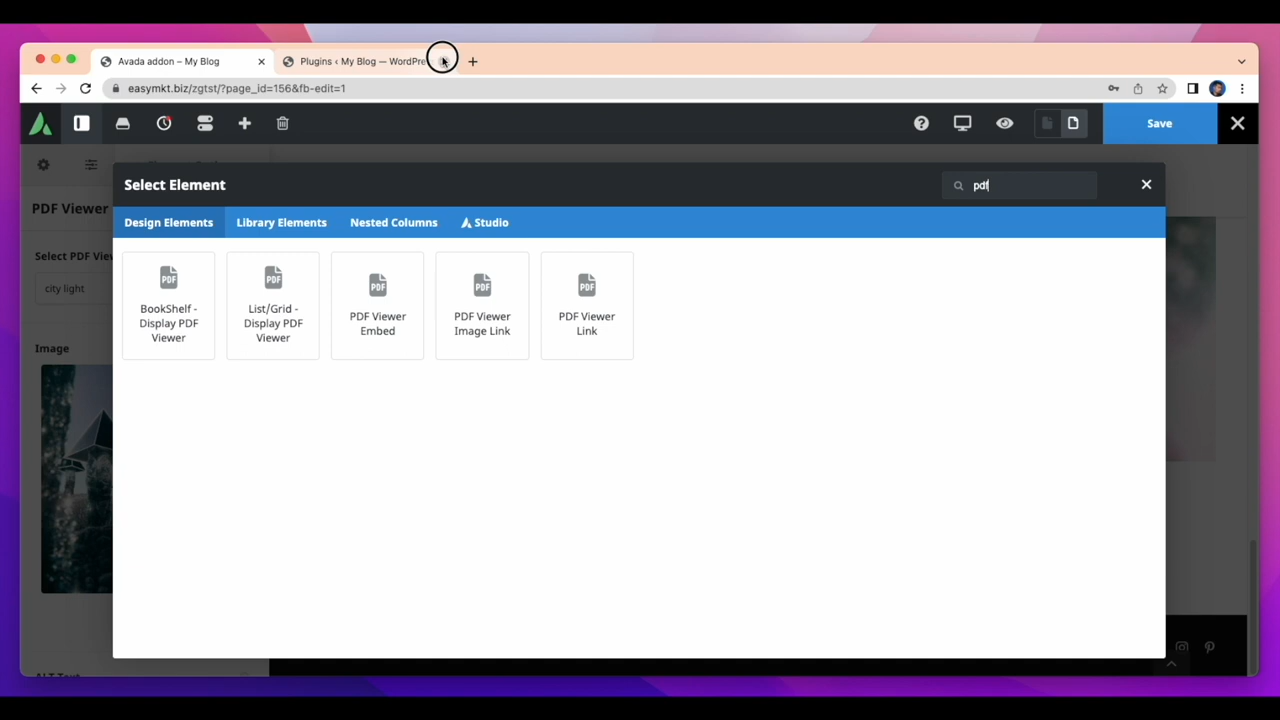 Avada addon – My Blog
Plugins ‹ My Blog — WordPre
easymkt.biz/zgtst/?page_id=156&fb-edit=1
Save
Select Element
pdf
PDF Viewer
Design Elements
Library Elements
Nested Columns
Studio
Select PDF View
city light
PDF
PDF
PDF
PDF
PDF
BookShelf -
Display PDF
Viewer
List/Grid -
Display PDF
Viewer
PDF Viewer
Embed
PDF Viewer
Image Link
PDF Viewer
Link
Image
ALT Text